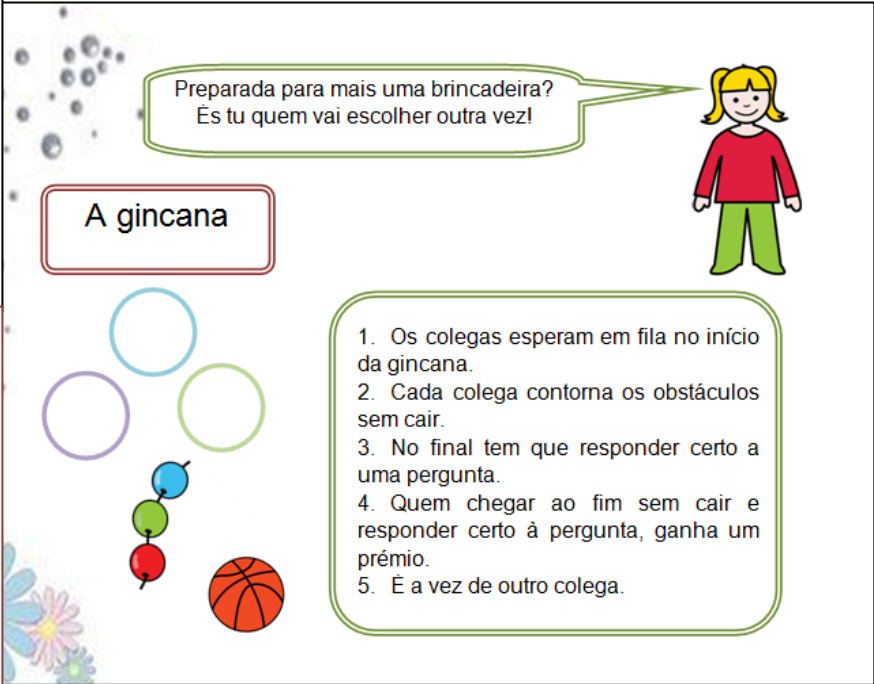 Preparada para mais uma brincadeira?
És tu quem vai escolher outra vez!
A gincana
1. Os colegas esperam em fila no início
da gincana.
2. Cada colega contorna os obstáculos
sem cair.
3. No final tem que responder certo a
uma pergunta.
4. Quem chegar ao fim sem cair e
responder certo à pergunta, ganha um
prémio.
5. É a vez de outro colega.